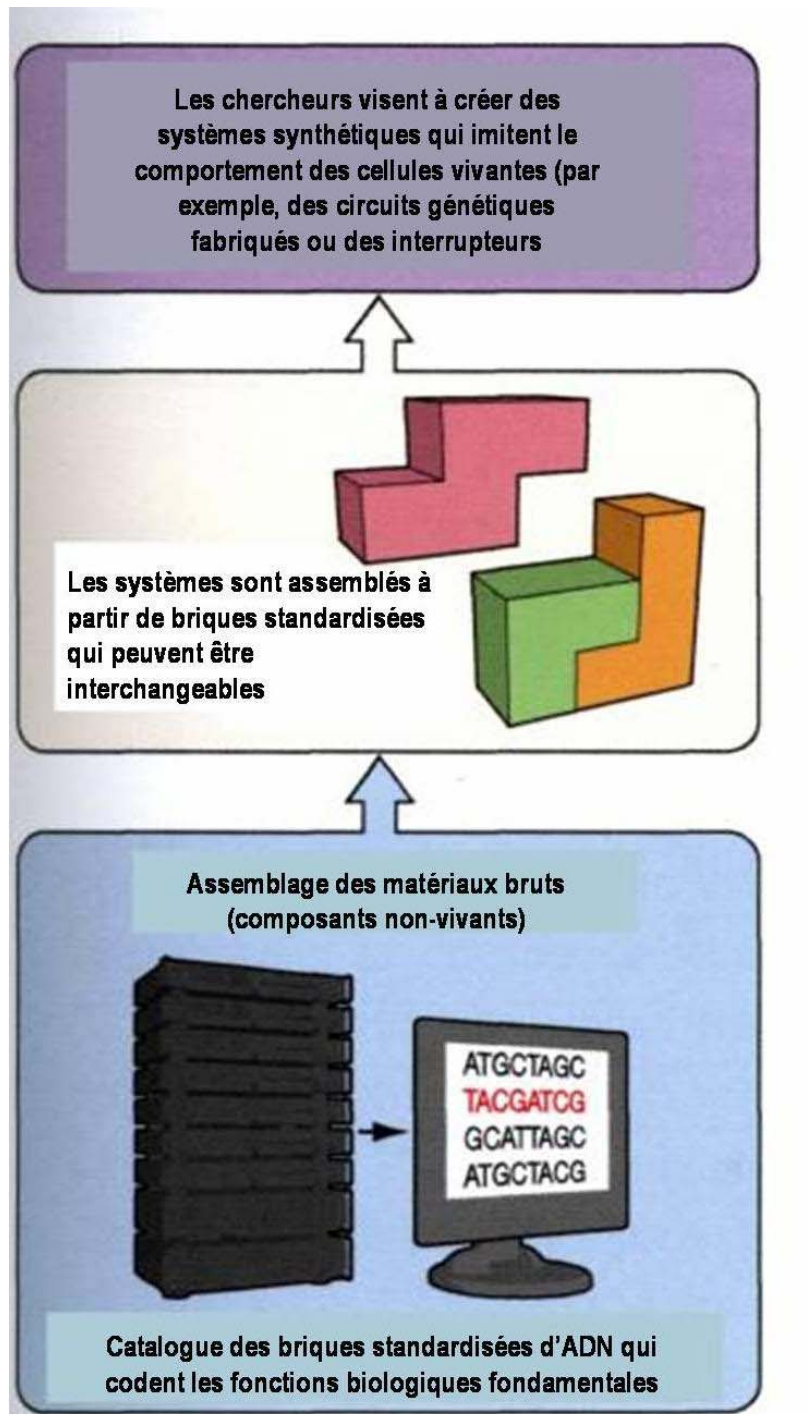 Les chercheurs visent à créer des
systèmes synthétiques qui imitent le
comportement des cellules vivantes (par
exemple, des circuits génétiques
fabriqués ou des interrupteurs
Les systèmes sont assemblés à
partir de briques standardisées
qui peuvent être
interchangeables
Assemblage des matériaux bruts
(composants non-vivants)
ATGCTAGC
TACGATCG
GCATTAGC
ATGCTACG
Catalogue des briques standardisées d'ADN qui
codent les fonctions biologiques fondamentales